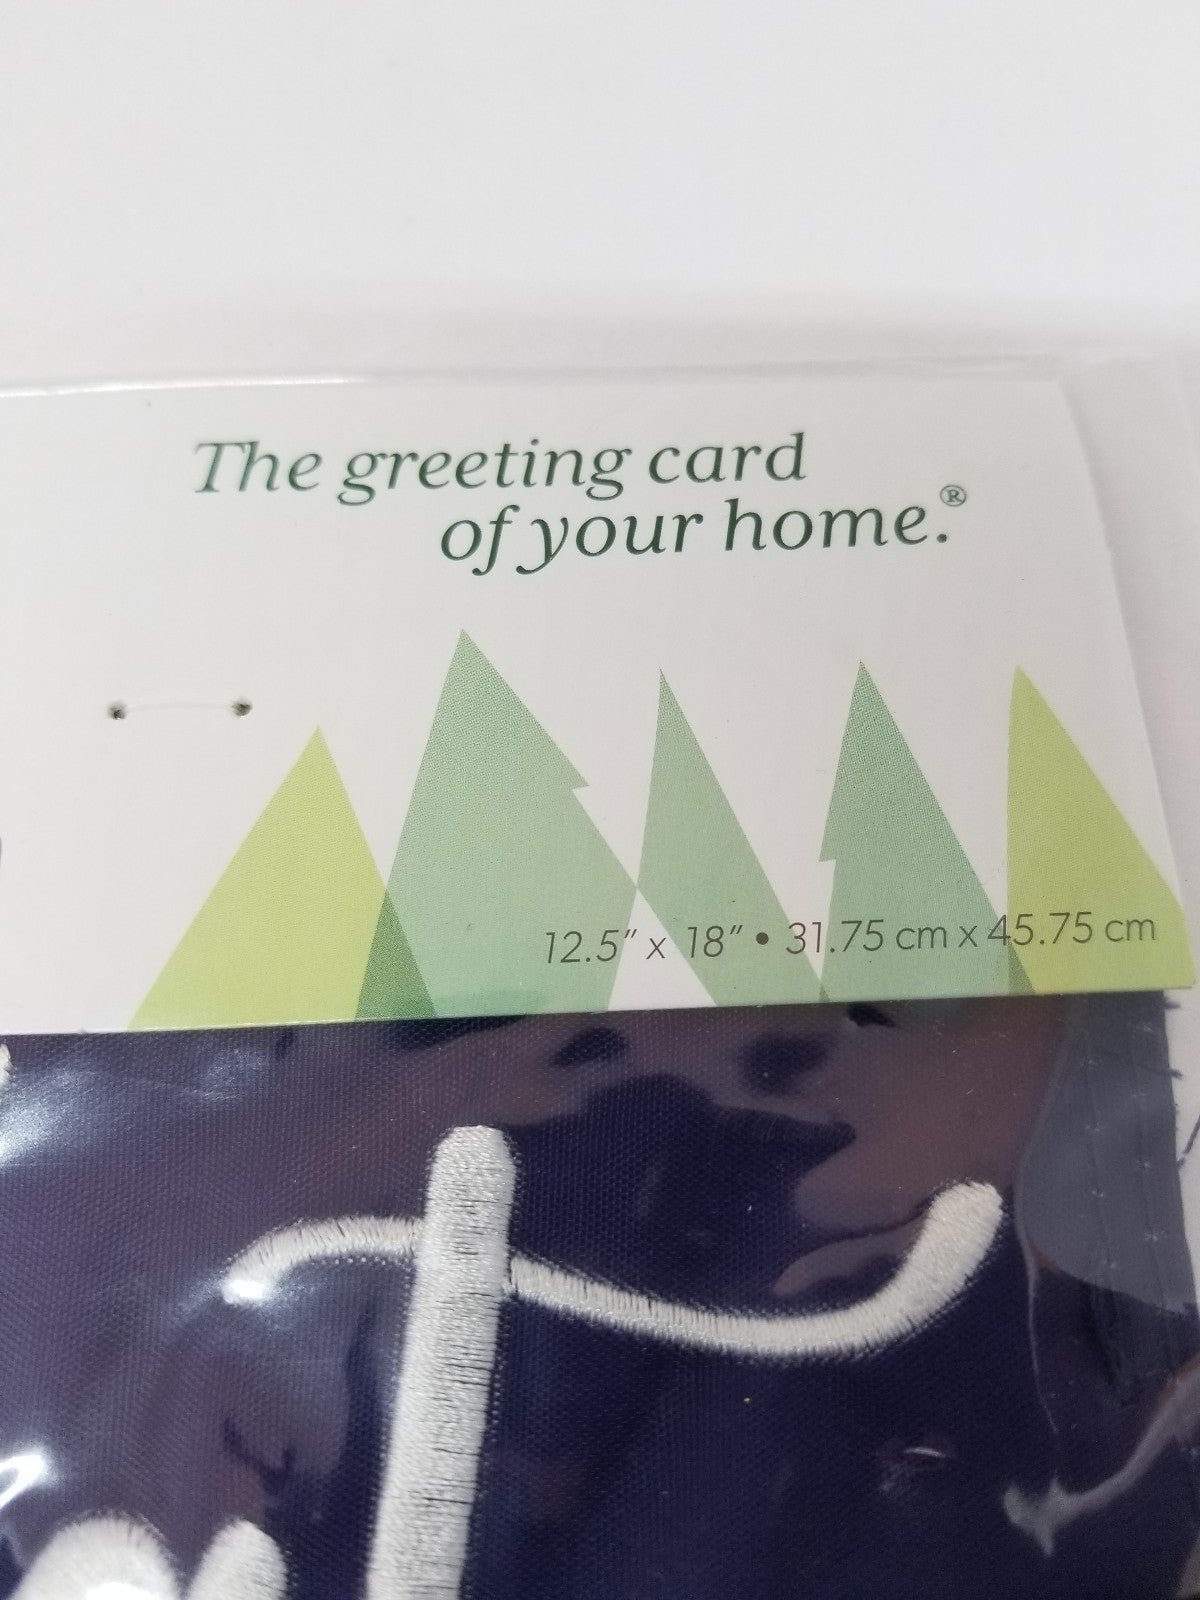 The greeting card
of your home.®
12.5" x 18" • 31.75 cm x 45.75 cm